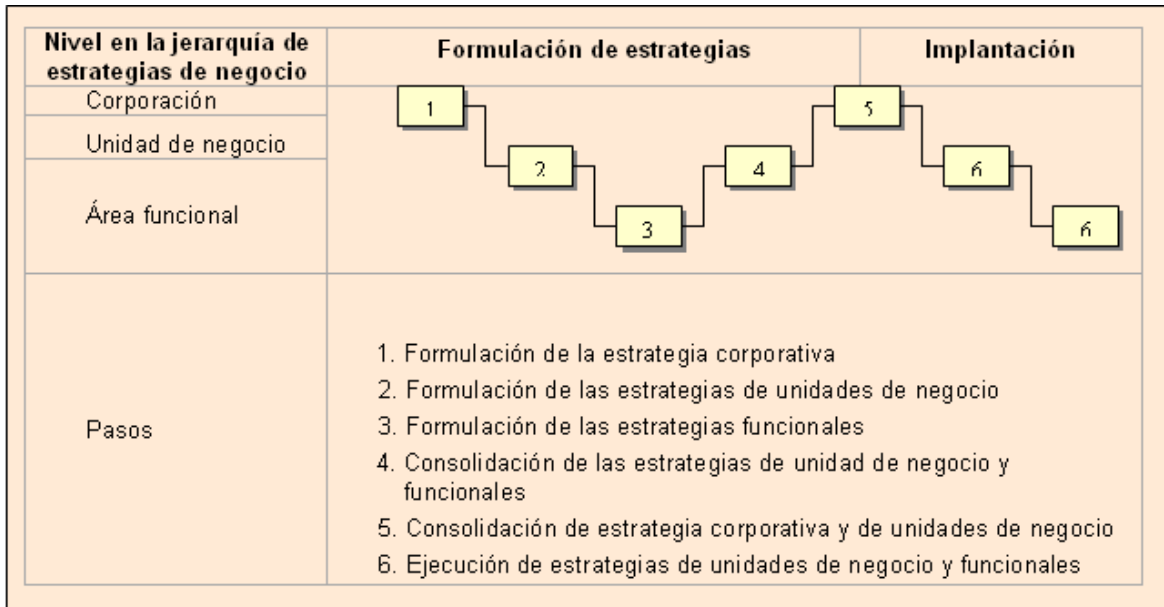 Nivel en la jerarquía de
estrategias de negocio
Formulación de estrategias
Implantación
Corporación
Unidad de negocio
Área funcional
1
2
3
4
5
6
6
Pasos
1. Formulación de la estrategia corporativa
2. Formulación de las estrategias de unidades de negocio
3. Formulación de las estrategias funcionales
4. Consolidación de las estrategias de unidad de negocio y
funcionales
5. Consolidación de estrategia corporativa y de unidades de negocio
6. Ejecución de estrategias de unidades de negocio y funcionales